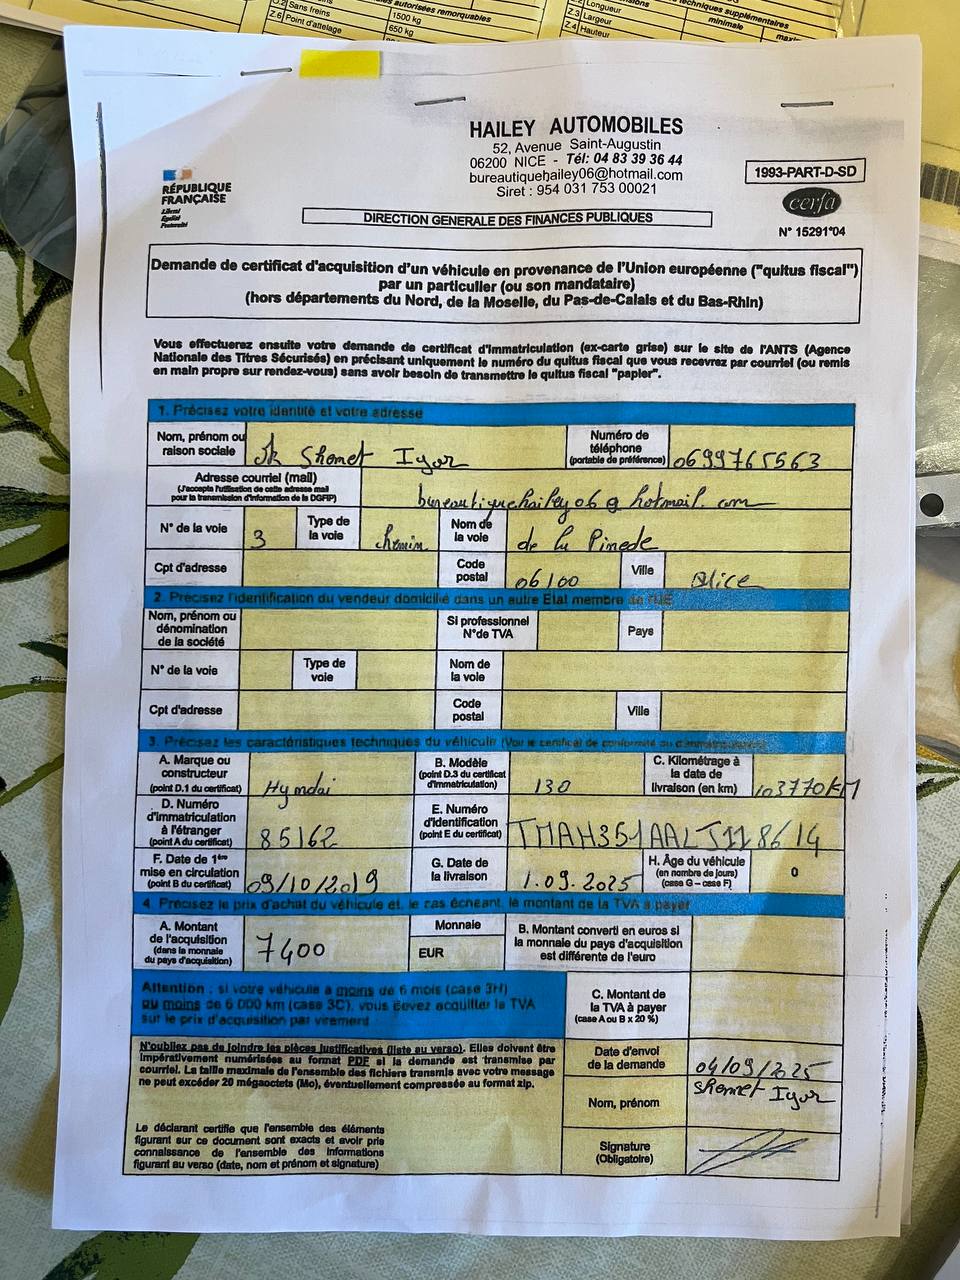 Sans freins
Z.6 Point d'attelage
autorisées remorquables
1500 kg
650 kg
techniques supplémentaires
Z.2 Longueur
Z.3 Largeur
Z.4 Hauteur
minimale
HAILEY AUTOMOBILES
52, Avenue Saint-Augustin
06200 NICE - Tél: 04 83 39 36 44
bureautiquehailey06@hotmail.com
Siret : 954 031 753 00021
RÉPUBLIQUE
FRANÇAISE
Liberté
Égalité
Fraternité
1993-PART-D-SD
cerfa
N° 15291*04
DIRECTION GENERALE DES FINANCES PUBLIQUES
Demande de certificat d'acquisition d'un véhicule en provenance de l'Union européenne ("quitus fiscal")
par un particulier (ou son mandataire)
(hors départements du Nord, de la Moselle, du Pas-de-Calais et du Bas-Rhin)
Vous effectuerez ensuite votre demande de certificat d'immatriculation (ex-carte grise) sur le site de l'ANTS (Agence
Nationale des Titres Sécurisés) en précisant uniquement le numéro du quitus fiscal que vous recevrez par courriel (ou remis
en main propre sur rendez-vous) sans avoir besoin de transmettre le quitus fiscal "papier".
1. Précisez votre identité et votre adresse
Nom, prénom ou
raison sociale
Shemet Igor
Numéro de
téléphone
(portable de préférence)
0699765563
Adresse courriel (mail)
(J'accepte l'utilisation de cette adresse mail
pour la transmission d'information de la DGFIP)
bureautiquehailey06@hotmail.com
N° de la voie
3
Type de
la voie
chemin
Nom de
la voie
de la Pinede
Cpt d'adresse
Code
postal
06100
Ville
Nice
2. Précisez l'identification du vendeur domicilié dans un autre Etat membre de l'UE
Nom, prénom ou
dénomination
de la société
Si professionnel
N°de TVA
Pays
N° de la voie
Type de
voie
Nom de
la voie
Cpt d'adresse
Code
postal
Ville
3. Précisez les caractéristiques techniques du véhicule (Voir le certificat de conformité ou d'immatriculation)
A. Marque ou
constructeur
(point D.1 du certificat)
Hyndai
B. Modèle
(point D.3 du certificat
d'immatriculation)
130
C. Kilométrage à
la date de
livraison (en km)
103770KM
D. Numéro
d'immatriculation
à l'étranger
(point A du certificat)
85162
E. Numéro
d'identification
(point E du certificat)
TMAH351AALJ118614
F. Date de 1ère
mise en circulation
(point B du certificat)
09/10/2019
G. Date de
la livraison
1.09.2025
H. Âge du véhicule
(en nombre de jours)
(case G – case F)
0
4. Précisez le prix d'achat du véhicule et, le cas échéant, le montant de la TVA à payer
A. Montant
de l'acquisition
(dans la monnaie
du pays d'acquisition)
7400
Monnaie
EUR
B. Montant converti en euros si
la monnaie du pays d'acquisition
est différente de l'euro
Attention : si votre véhicule a moins de 6 mois (case 3H)
ou moins de 6 000 km (case 3C), vous devez acquitter la TVA
sur le prix d'acquisition par virement
C. Montant de
la TVA à payer
(case A ou B x 20 %)
N'oubliez pas de joindre les pièces justificatives (liste au verso). Elles doivent être
impérativement numérisées au format PDF si la demande est transmise par
courriel. La taille maximale de l'ensemble des fichiers transmis avec votre message
ne peut excéder 20 mégaoctets (Mo), éventuellement compressée au format zip.
Date d'envoi
de la demande
04/09/2025
Nom, prénom
Shemet Igor
Le déclarant certifie que l'ensemble des éléments
figurant sur ce document sont exacts et avoir pris
connaissance de l'ensemble des informations
figurant au verso (date, nom et prénom et signature)
Signature
(Obligatoire)